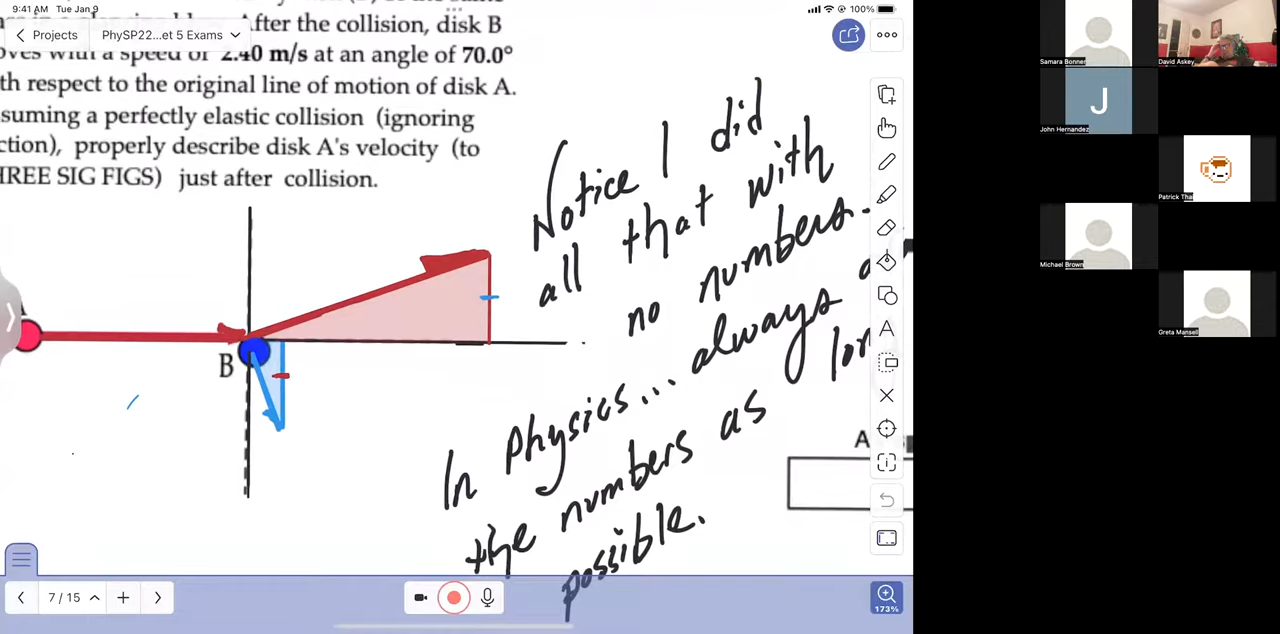 9:41 AM Tue Jan 9
100%
Projects
PhySP22...et 5 Exams
After the collision, disk B
oves with a speed of 2.40 m/s at an angle of 70.0°
th respect to the original line of motion of disk A.
suming a perfectly elastic collision (ignoring
ction), properly describe disk A's velocity (to
HREE SIG FIGS) just after collision.
Notice I did
all that with
no numbers.
In Physics... always a
the numbers as lon
possible.
B
A
7 / 15
173%
Samara Bonner
David Askey
J
John Hernandez
Patrick Thai
Michael Brown
Greta Mansell